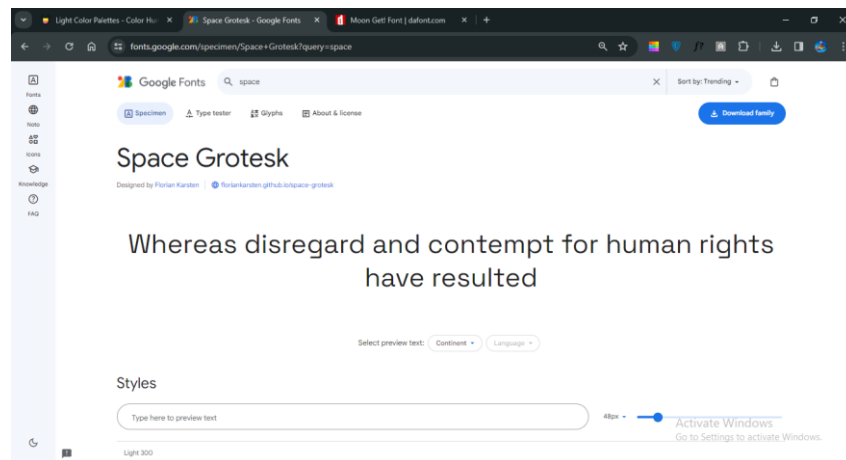 Light Color Palettes - Color Hu
Space Grotesk - Google Fonts
Moon Get! Font | dafont.com
fonts.google.com/specimen/Space+Grotesk?query=space
Fonts
Noto
Icons
Knowledge
FAQ
Google Fonts
space
Sort by: Trending
Specimen
Type tester
Glyphs
About & license
Download family
Space Grotesk
Designed by Florian Karsten
floriankarsten.github.io/space-grotesk
Whereas disregard and contempt for human rights
have resulted
Select preview text:
Continent
Language
Styles
Type here to preview text
48px
Activate Windows
Go to Settings to activate Windows.
Light 300